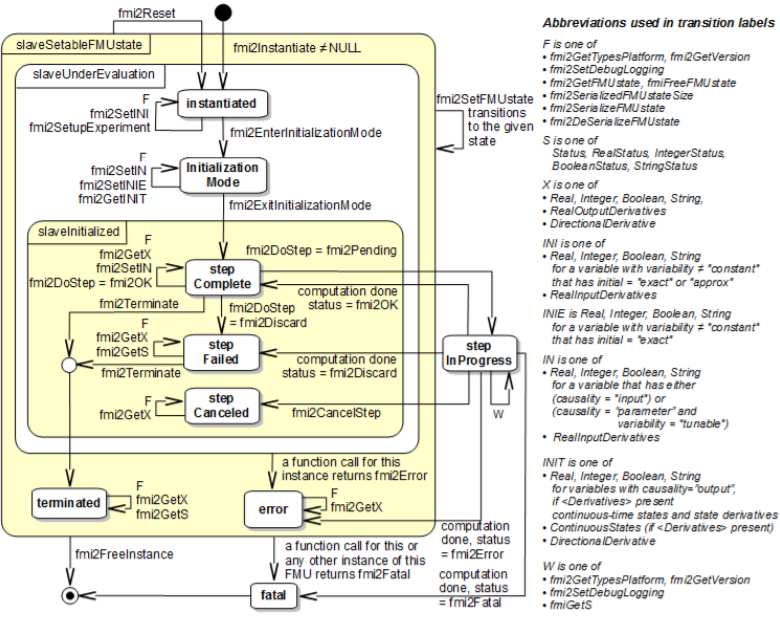 fmi2Reset
slaveSetableFMUstate
fmi2Instantiate ≠ NULL
slaveUnderEvaluation
F
fmi2SetINI
fmi2SetupExperiment
instantiated
fmi2SetFMUstate
transitions
to the given
state
fmi2EnterInitializationMode
F
fmi2SetIN
fmi2SetINIE
fmi2GetINIT
Initialization
Mode
fmi2ExitInitializationMode
slaveInitialized
F
fmi2GetX
fmi2SetIN
fmi2DoStep = fmi2OK
step
Complete
fmi2DoStep = fmi2Pending
computation done
status = fmi2OK
fmi2Terminate
fmi2DoStep
= fmi2Discard
F
fmi2GetX
fmi2GetS
step
Failed
step
InProgress
computation done
status = fmi2Discard
fmi2Terminate
W
F
fmi2GetX
step
Canceled
fmi2CancelStep
a function call for this
instance returns fmi2Error
terminated
F
fmi2GetX
fmi2GetS
error
F
fmi2GetX
computation
done, status
= fmi2Error
fmi2FreeInstance
a function call for this or
any other instance of this
FMU returns fmi2Fatal
computation
done, status
= fmi2Fatal
fatal
Abbreviations used in transition labels
F is one of
• fmi2GetTypesPlatform, fmi2GetVersion
• fmi2SetDebugLogging
• fmi2GetFMUstate, fmiFreeFMUstate
• fmi2SerializedFMUstateSize
• fmi2SerializeFMUstate
• fmi2DeSerializeFMUstate
S is one of
Status, RealStatus, IntegerStatus,
BooleanStatus, StringStatus
X is one of
• Real, Integer, Boolean, String,
• RealOutputDerivatives
• DirectionalDerivative
INI is one of
• Real, Integer, Boolean, String
for a variable with variability ≠ "constant"
that has initial = "exact" or "approx"
• RealInputDerivatives
INIE is Real, Integer, Boolean, String
for a variable with variability ≠ "constant"
that has initial = "exact"
IN is one of
• Real, Integer, Boolean, String
for a variable that has either
(causality = "input") or
(causality = "parameter" and
variability = "tunable")
• RealInputDerivatives
INIT is one of
• Real, Integer, Boolean, String
for variables with causality="output",
if <Derivatives> present
continuous-time states and state derivatives
• ContinuousStates (if <Derivatives> present)
• DirectionalDerivative
W is one of
• fmi2GetTypesPlatform, fmi2GetVersion
• fmi2SetDebugLogging
• fmiGetS